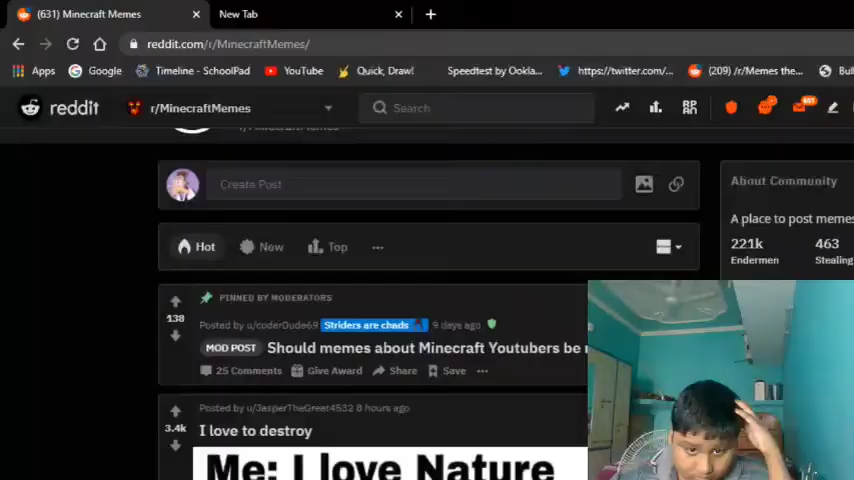 (631) Minecraft Memes
New Tab
reddit.com/r/MinecraftMemes/
Apps Google Timeline - SchoolPad YouTube Quick, Draw! Speedtest by Ookla... https://twitter.com/... (209) /r/Memes the... Bul
reddit r/MinecraftMemes Search
Create Post
About Community
A place to post memes
Hot New Top ...
221k 463
Endermen Stealing
PINNED BY MODERATORS
138
Posted by u/coderDude69 Striders are chads 9 days ago
MOD POST Should memes about Minecraft Youtubers be
25 Comments Give Award Share Save ...
Posted by u/JasperTheGreat4532 8 hours ago
3.4k
I love to destroy
Me: I love Nature